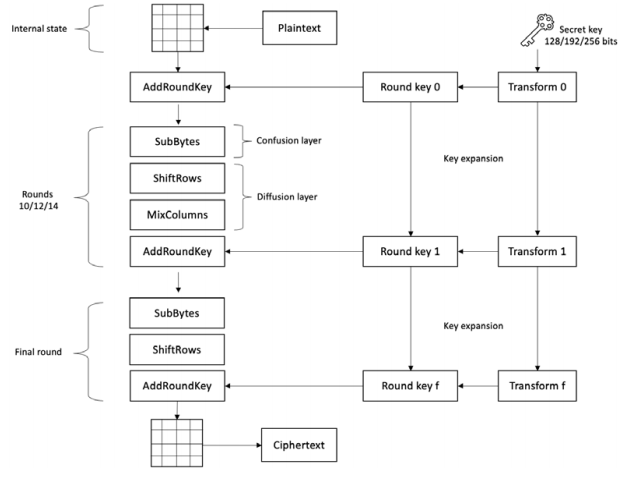 Internal state
Plaintext
Secret key
128/192/256 bits
AddRoundKey
Round key 0
Transform 0
SubBytes
Confusion layer
Key expansion
ShiftRows
Diffusion layer
Rounds
10/12/14
MixColumns
AddRoundKey
Round key 1
Transform 1
SubBytes
Key expansion
Final round
ShiftRows
AddRoundKey
Round key f
Transform f
Ciphertext